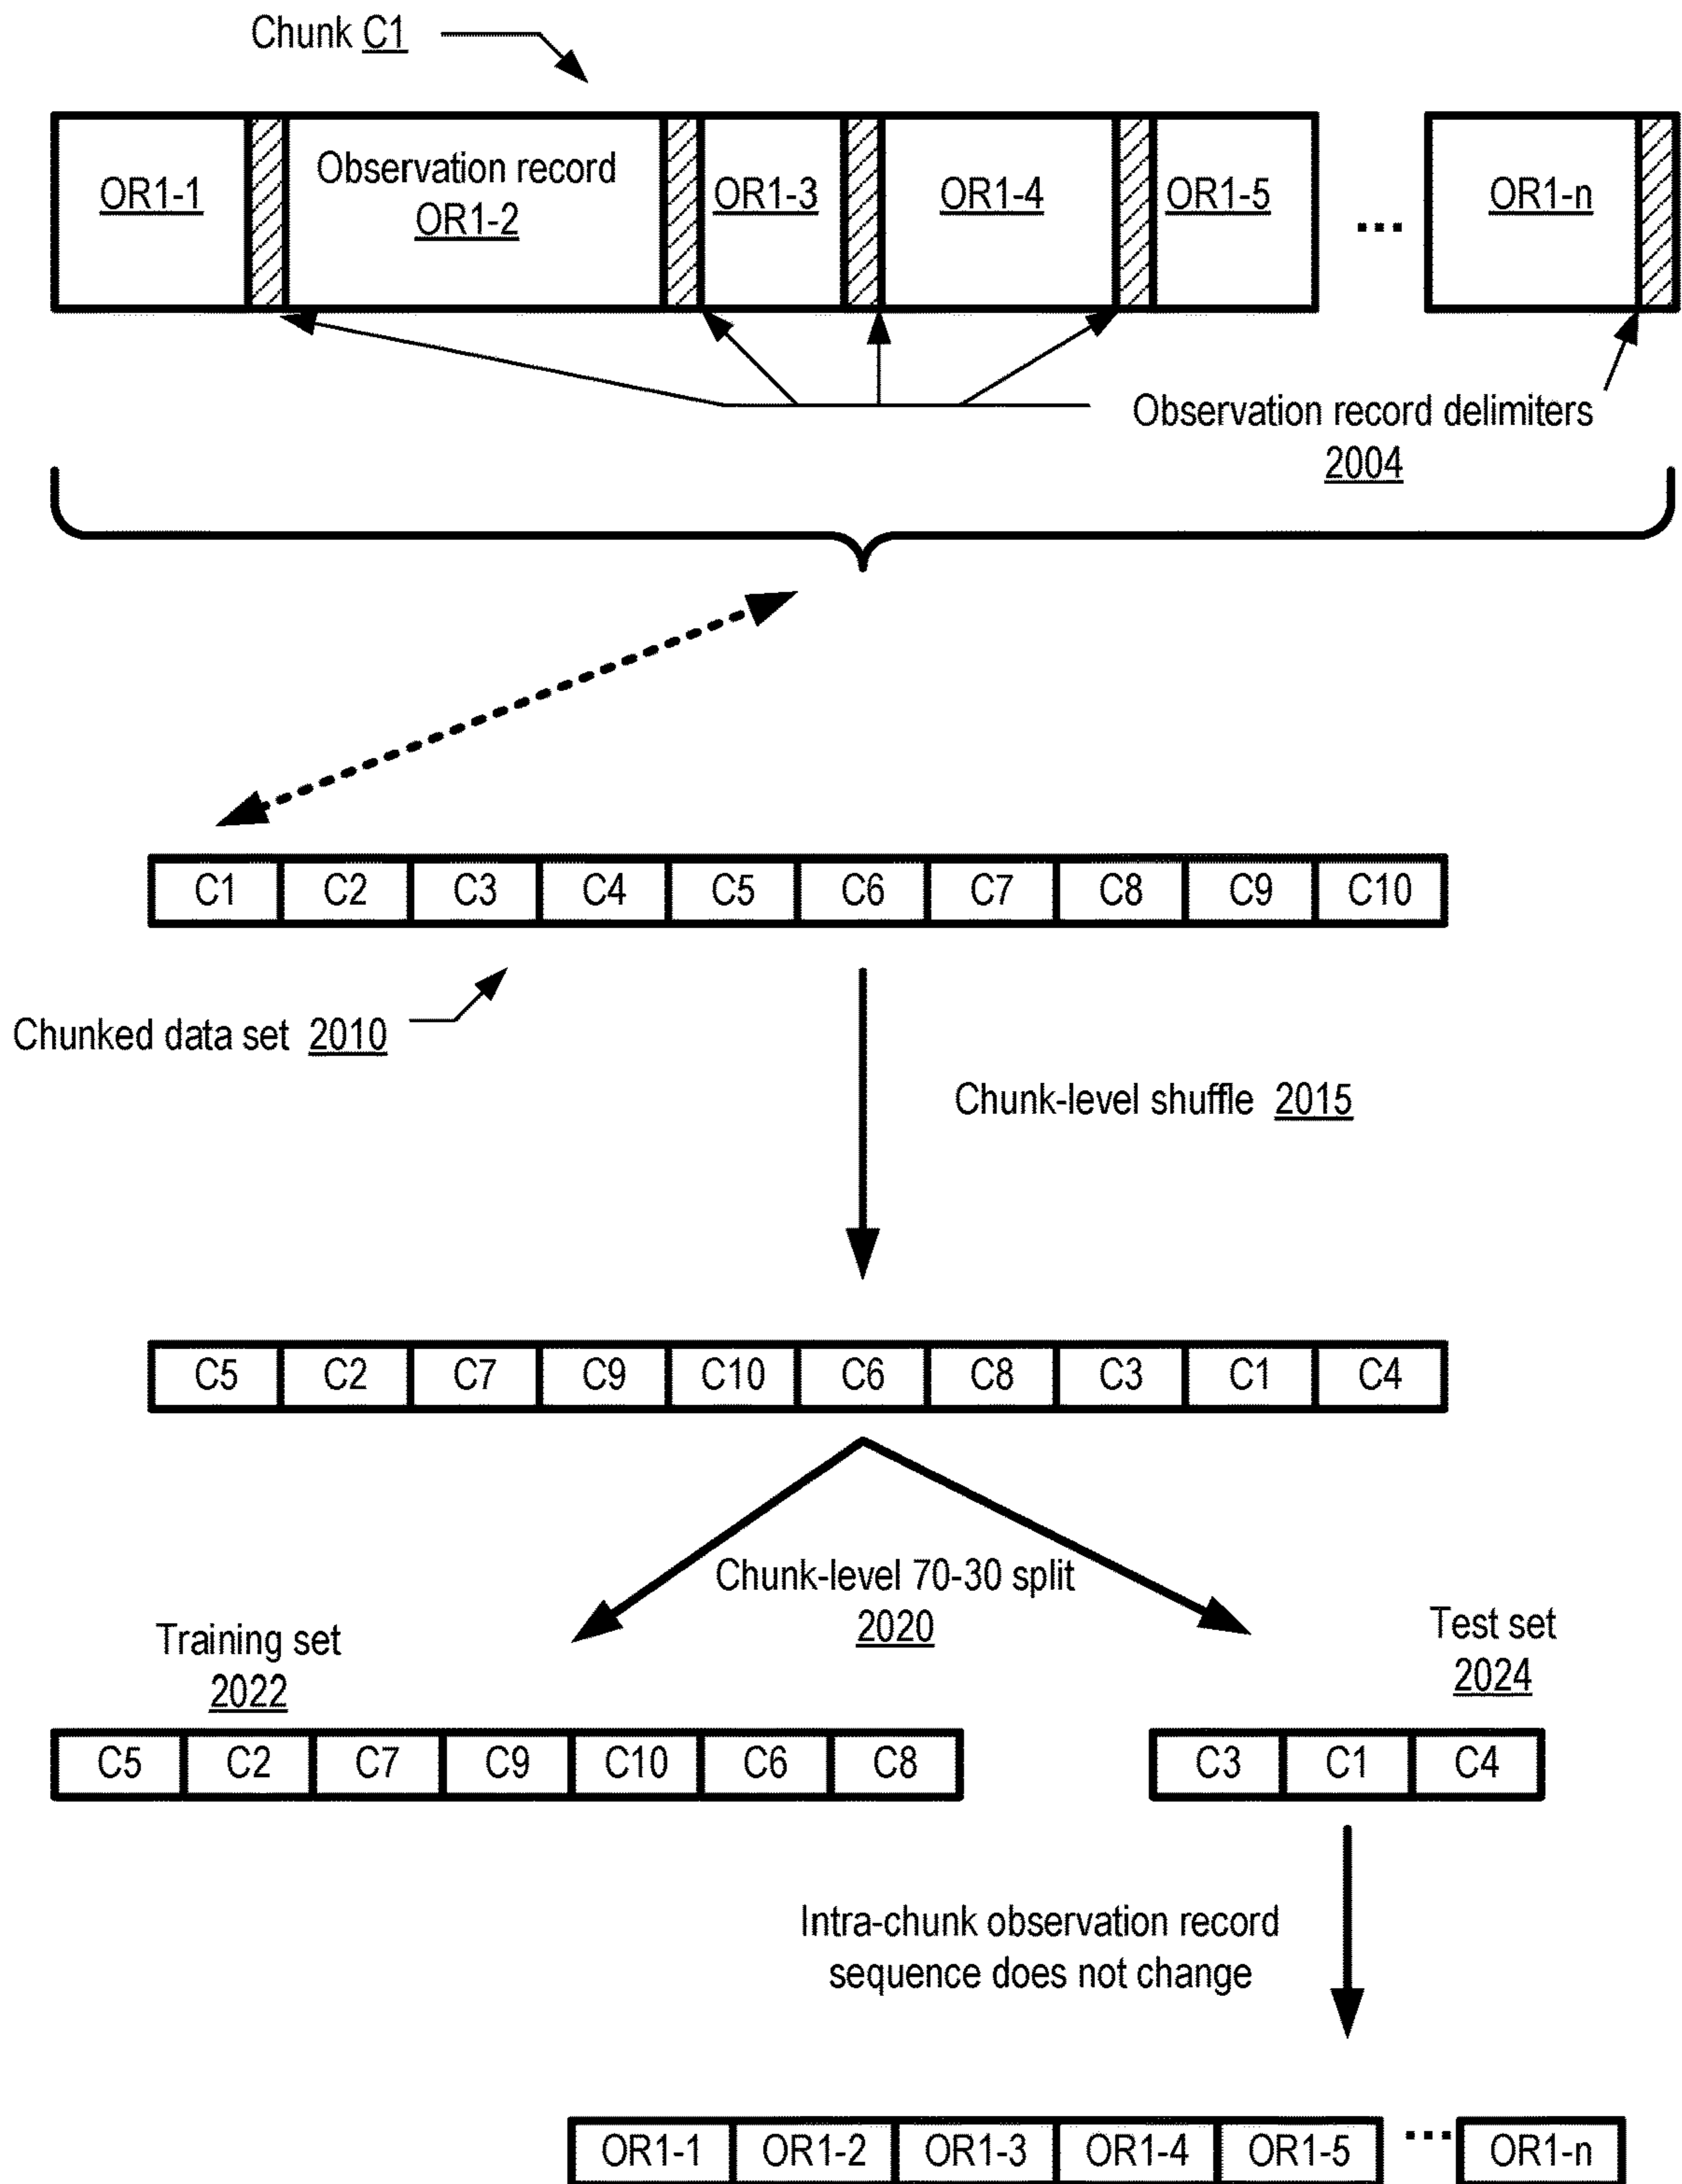 Chunk C1
OR1-1 Observation record OR1-3 OR1-4 OR1-5 ... OR1-n
OR1-2
Observation record delimiters
2004
C1 C2 C3 C4 C5 C6 C7 C8 C9 C10
Chunked data set 2010
Chunk-level shuffle 2015
C5 C2 C7 C9 C10 C6 C8 C3 C1 C4
Chunk-level 70-30 split
2020
Training set
2022
Test set
2024
C5 C2 C7 C9 C10 C6 C8
C3 C1 C4
Intra-chunk observation record
sequence does not change
OR1-1 OR1-2 OR1-3 OR1-4 OR1-5 ... OR1-n